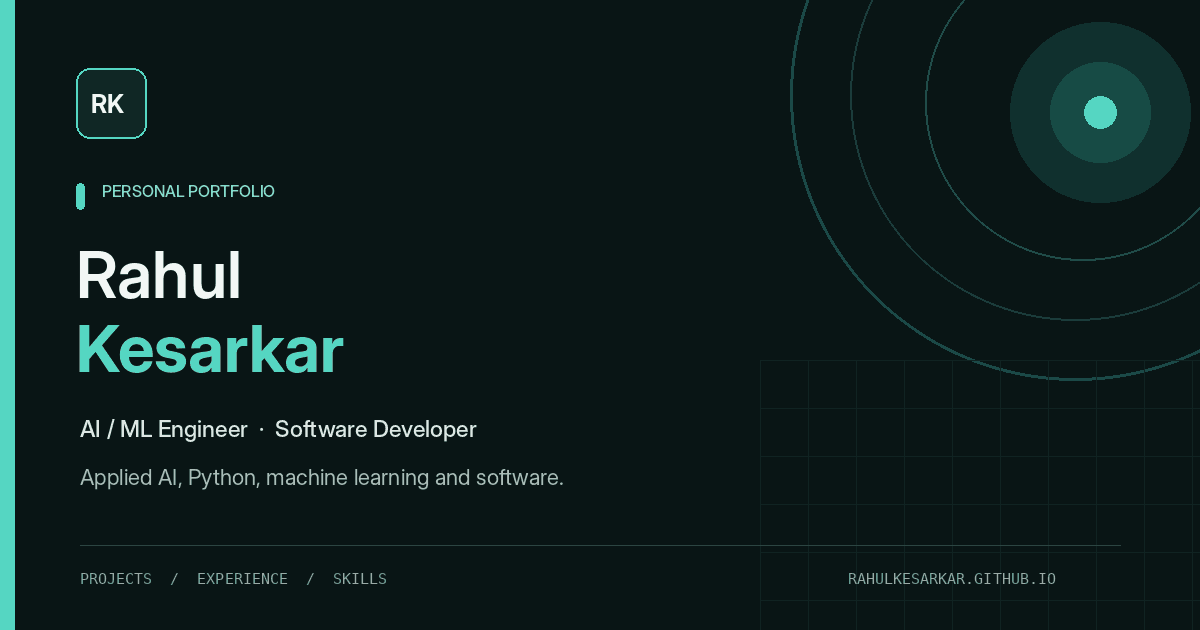 RK
PERSONAL PORTFOLIO
Rahul
Kesarkar
AI / ML Engineer · Software Developer
Applied AI, Python, machine learning and software.
PROJECTS / EXPERIENCE / SKILLS
RAHULKESARKAR.GITHUB.IO